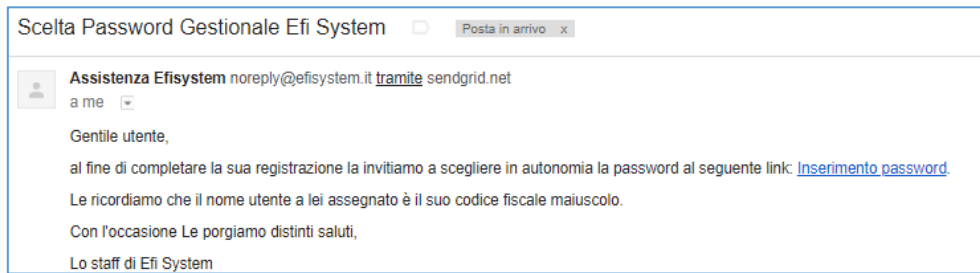 Scelta Password Gestionale Efi System Posta in arrivo x
Assistenza Efisystem noreply@efisystem.it tramite sendgrid.net
a me
Gentile utente,
al fine di completare la sua registrazione la invitiamo a scegliere in autonomia la password al seguente link: Inserimento password.
Le ricordiamo che il nome utente a lei assegnato è il suo codice fiscale maiuscolo.
Con l'occasione Le porgiamo distinti saluti,
Lo staff di Efi System